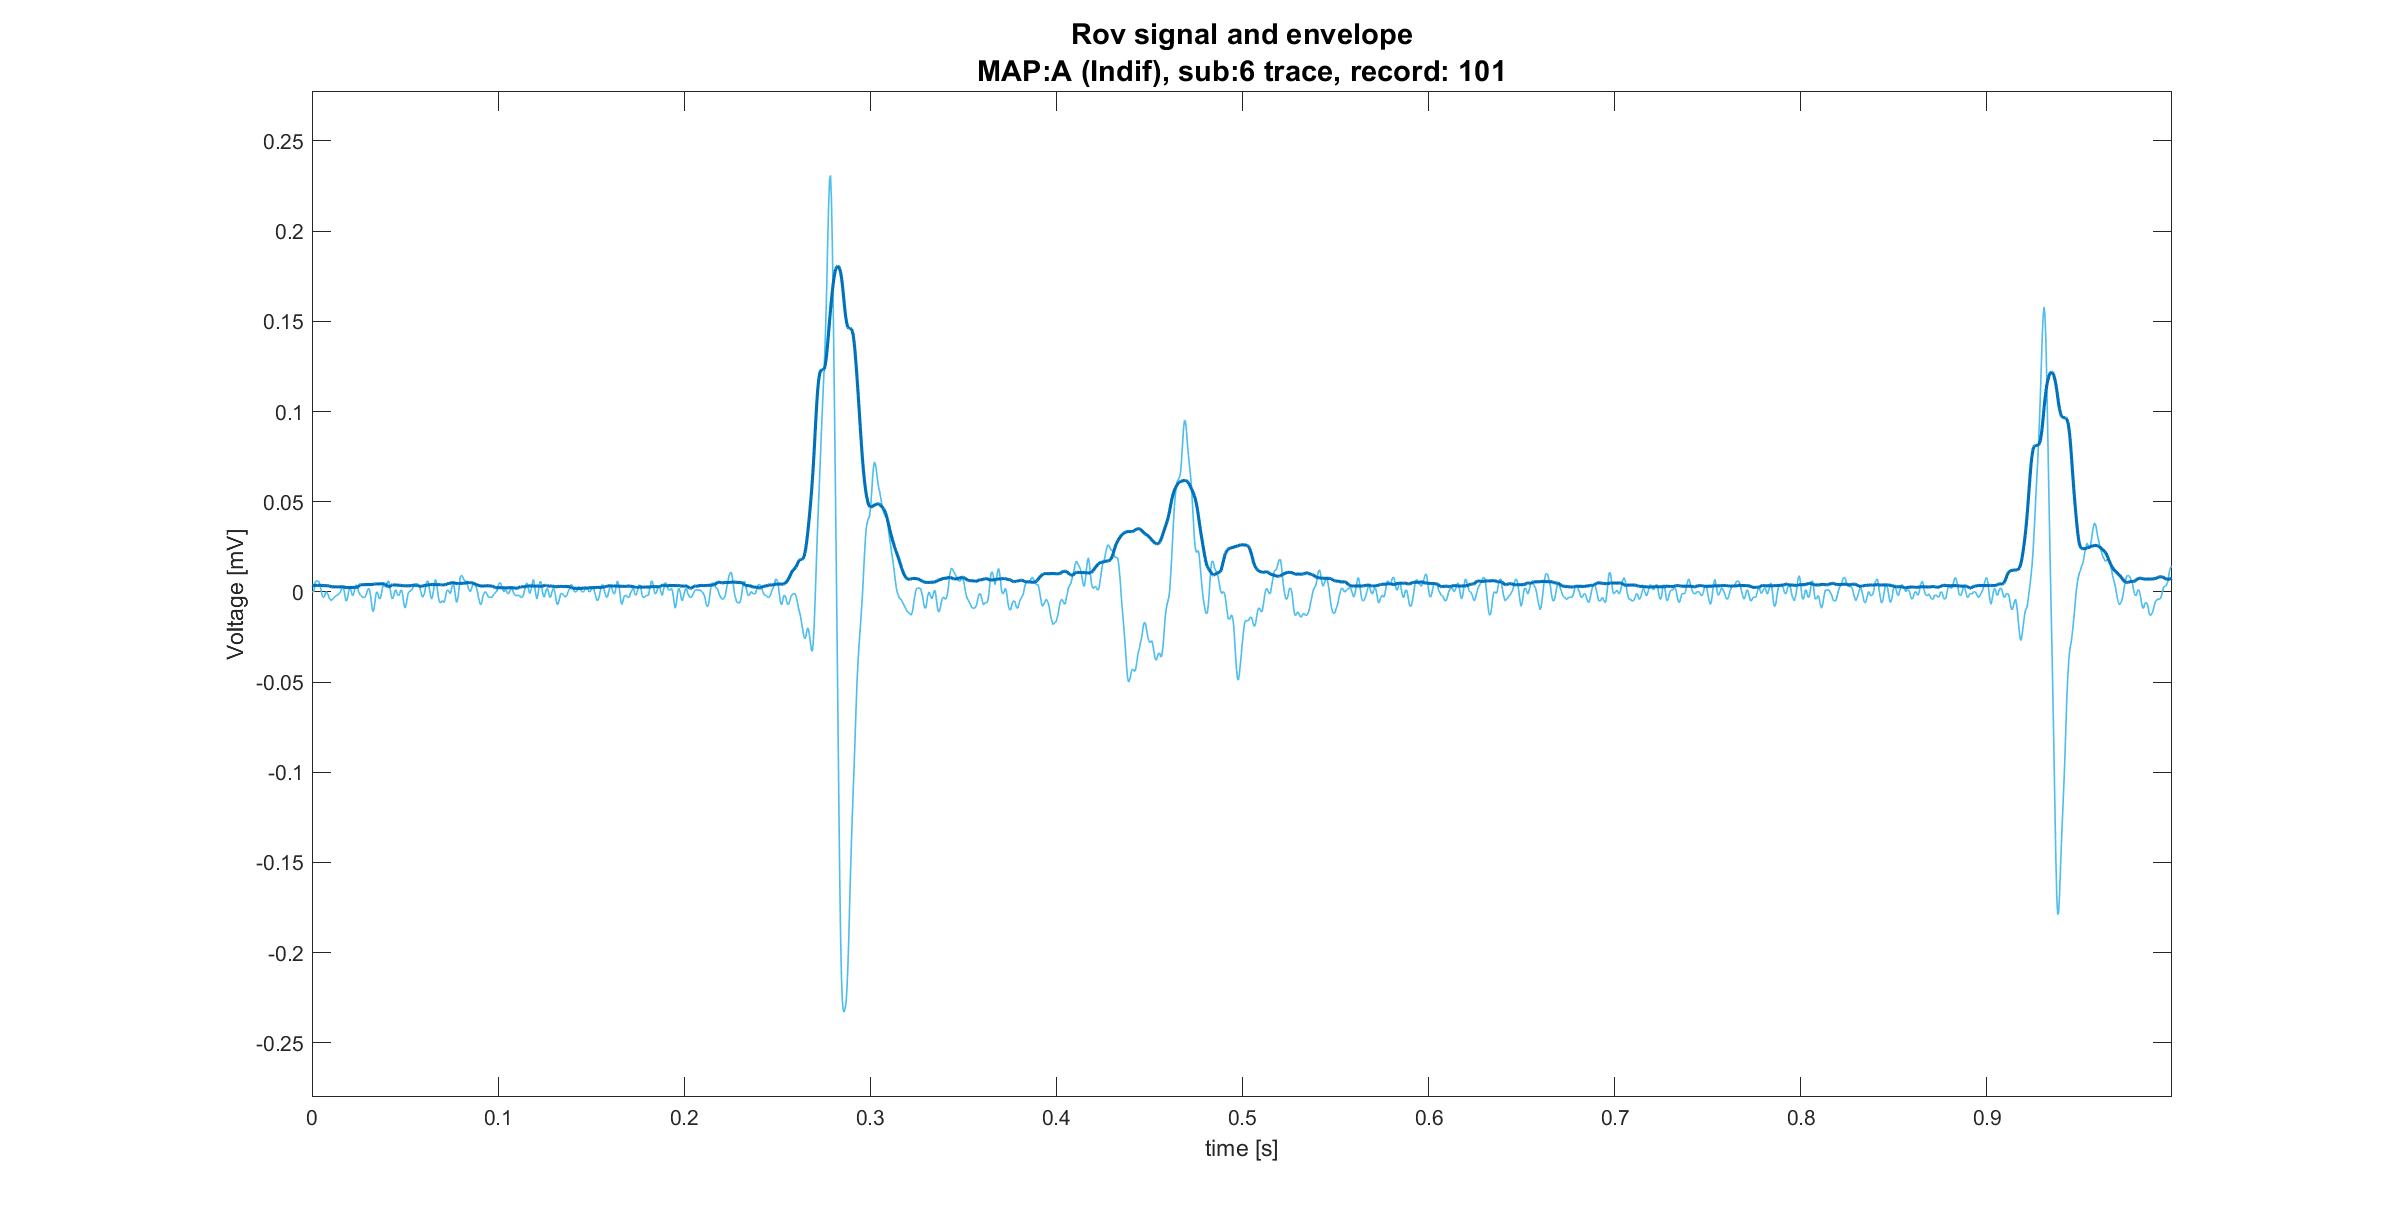 Rov signal and envelope
MAP:A (Indif), sub:6 trace, record: 101
0.25
0.2
0.15
0.1
0.05
0
-0.05
-0.1
-0.15
-0.2
-0.25
Voltage [mV]
0 0.1 0.2 0.3 0.4 0.5 0.6 0.7 0.8 0.9
time [s]